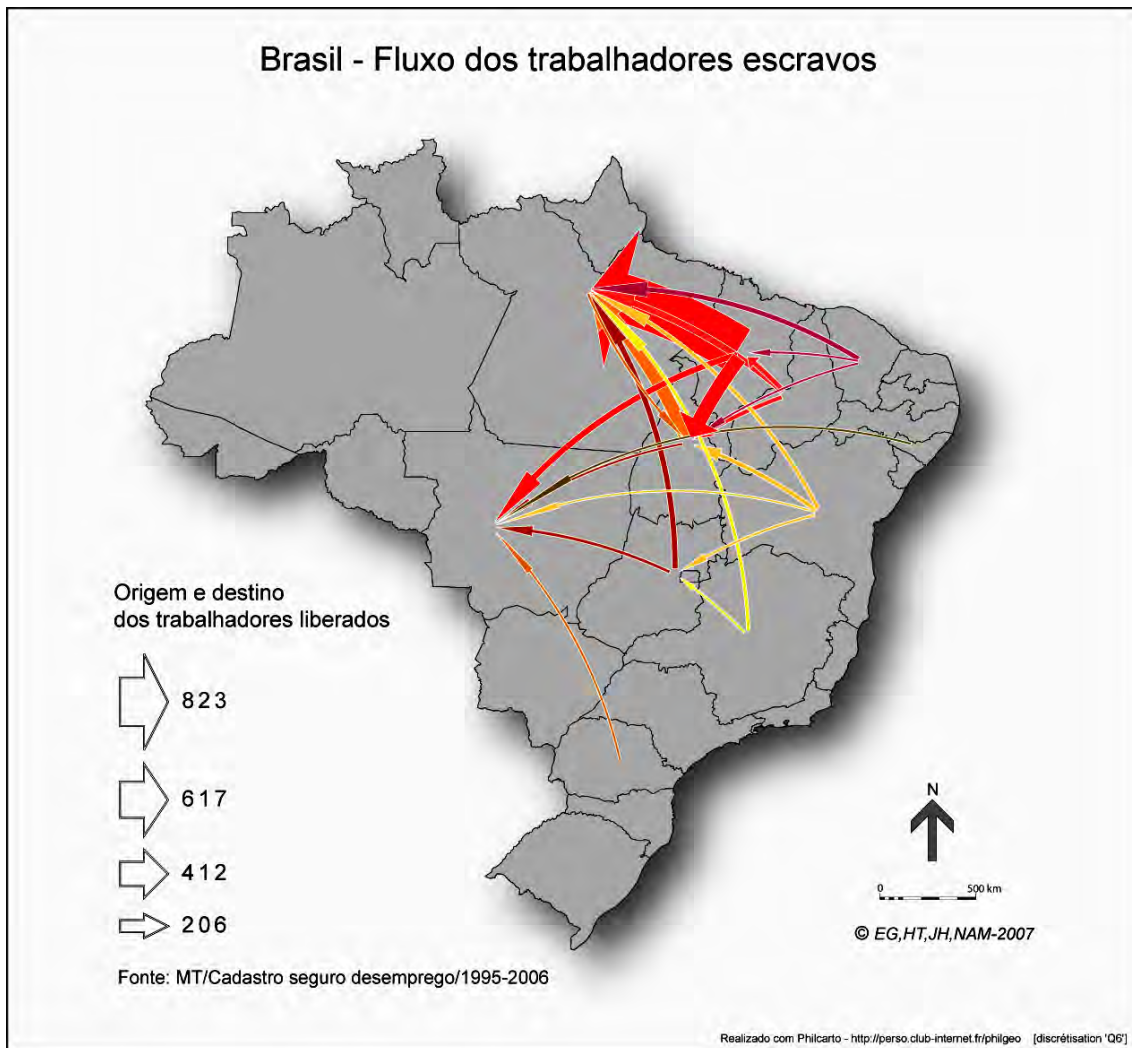 Brasil - Fluxo dos trabalhadores escravos
Origem e destino
dos trabalhadores liberados
823
617
412
206
N
0 500 km
© EG,HT,JH,NAM-2007
Fonte: MT/Cadastro seguro desemprego/1995-2006
Realizado com Philcarto - http://perso.club-internet.fr/philgeo [discrétisation 'Q6']